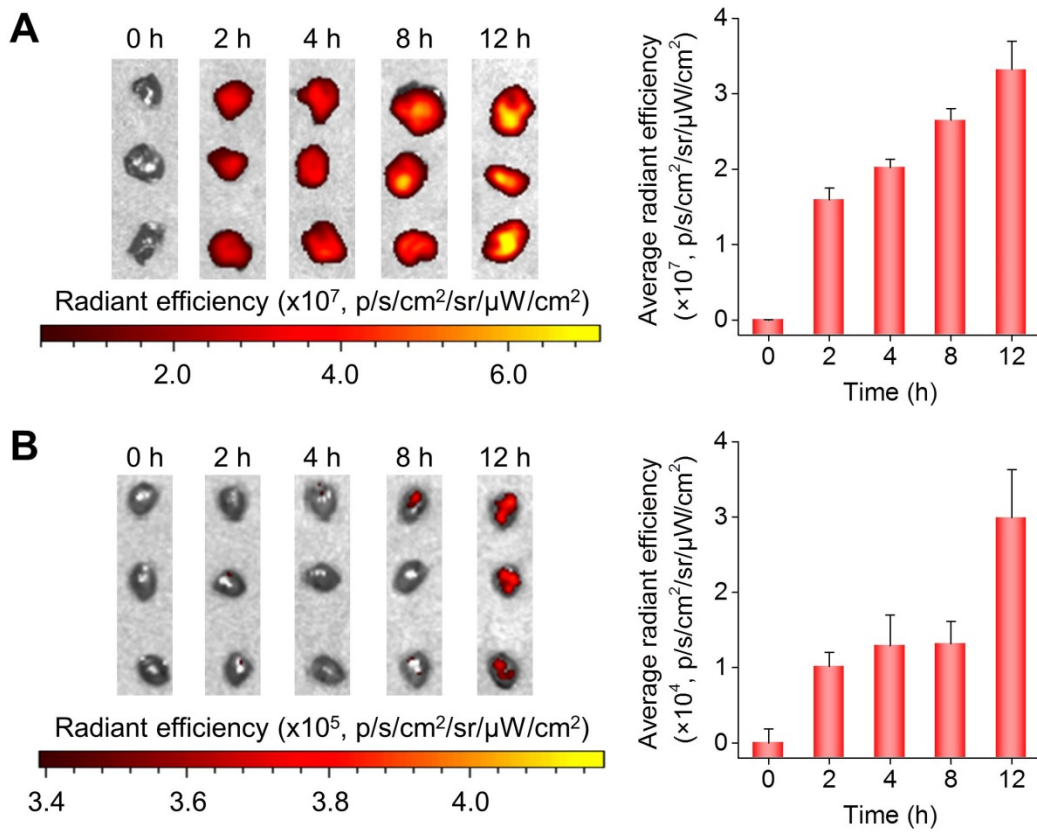 A
0 h 2 h 4 h 8 h 12 h
Radiant efficiency (x10⁷, p/s/cm²/sr/µW/cm²)
2.0 4.0 6.0
Average radiant efficiency
(×10⁷, p/s/cm²/sr/µW/cm²)
4
3
2
1
0
0 2 4 8 12
Time (h)
B
0 h 2 h 4 h 8 h 12 h
Radiant efficiency (x10⁵, p/s/cm²/sr/µW/cm²)
3.4 3.6 3.8 4.0
Average radiant efficiency
(×10⁴, p/s/cm²/sr/µW/cm²)
4
3
2
1
0
0 2 4 8 12
Time (h)